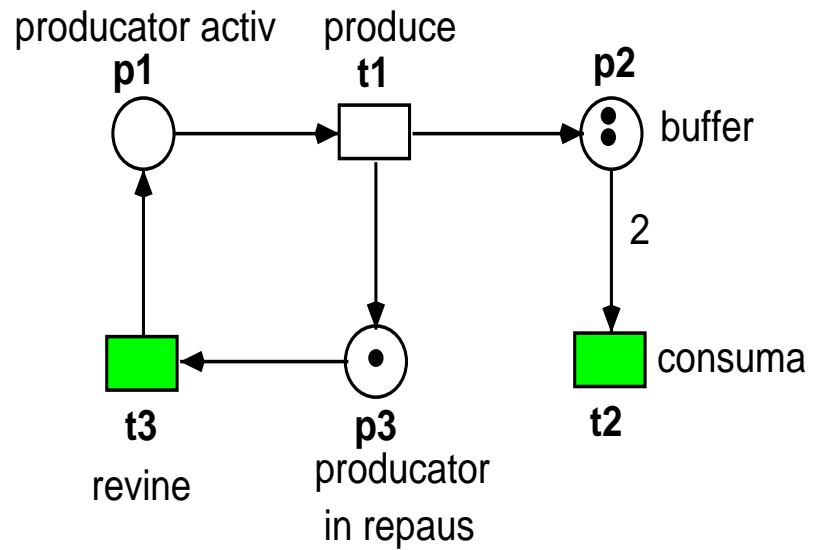 producator activ
produce
p1
t1
p2
buffer
2
consuma
t3
p3
t2
revine
producator
in repaus